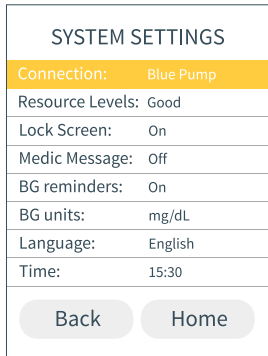 SYSTEM SETTINGS
Connection: Blue Pump
Resource Levels: Good
Lock Screen: On
Medic Message: Off
BG reminders: On
BG units: mg/dL
Language: English
Time: 15:30
Back Home